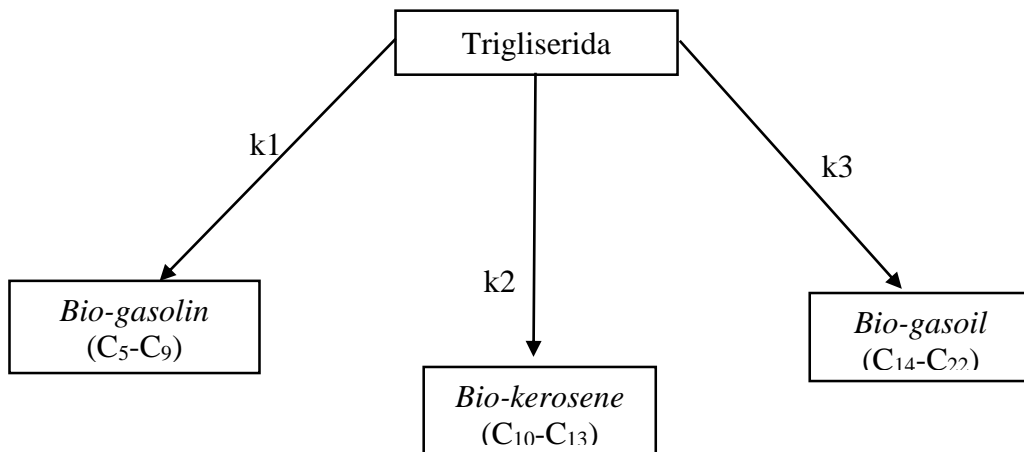 Trigliserida
k1
k2
k3
Bio-gasolin
(C₅-C₉)
Bio-kerosene
(C₁₀-C₁₃)
Bio-gasoil
(C₁₄-C₂₂)